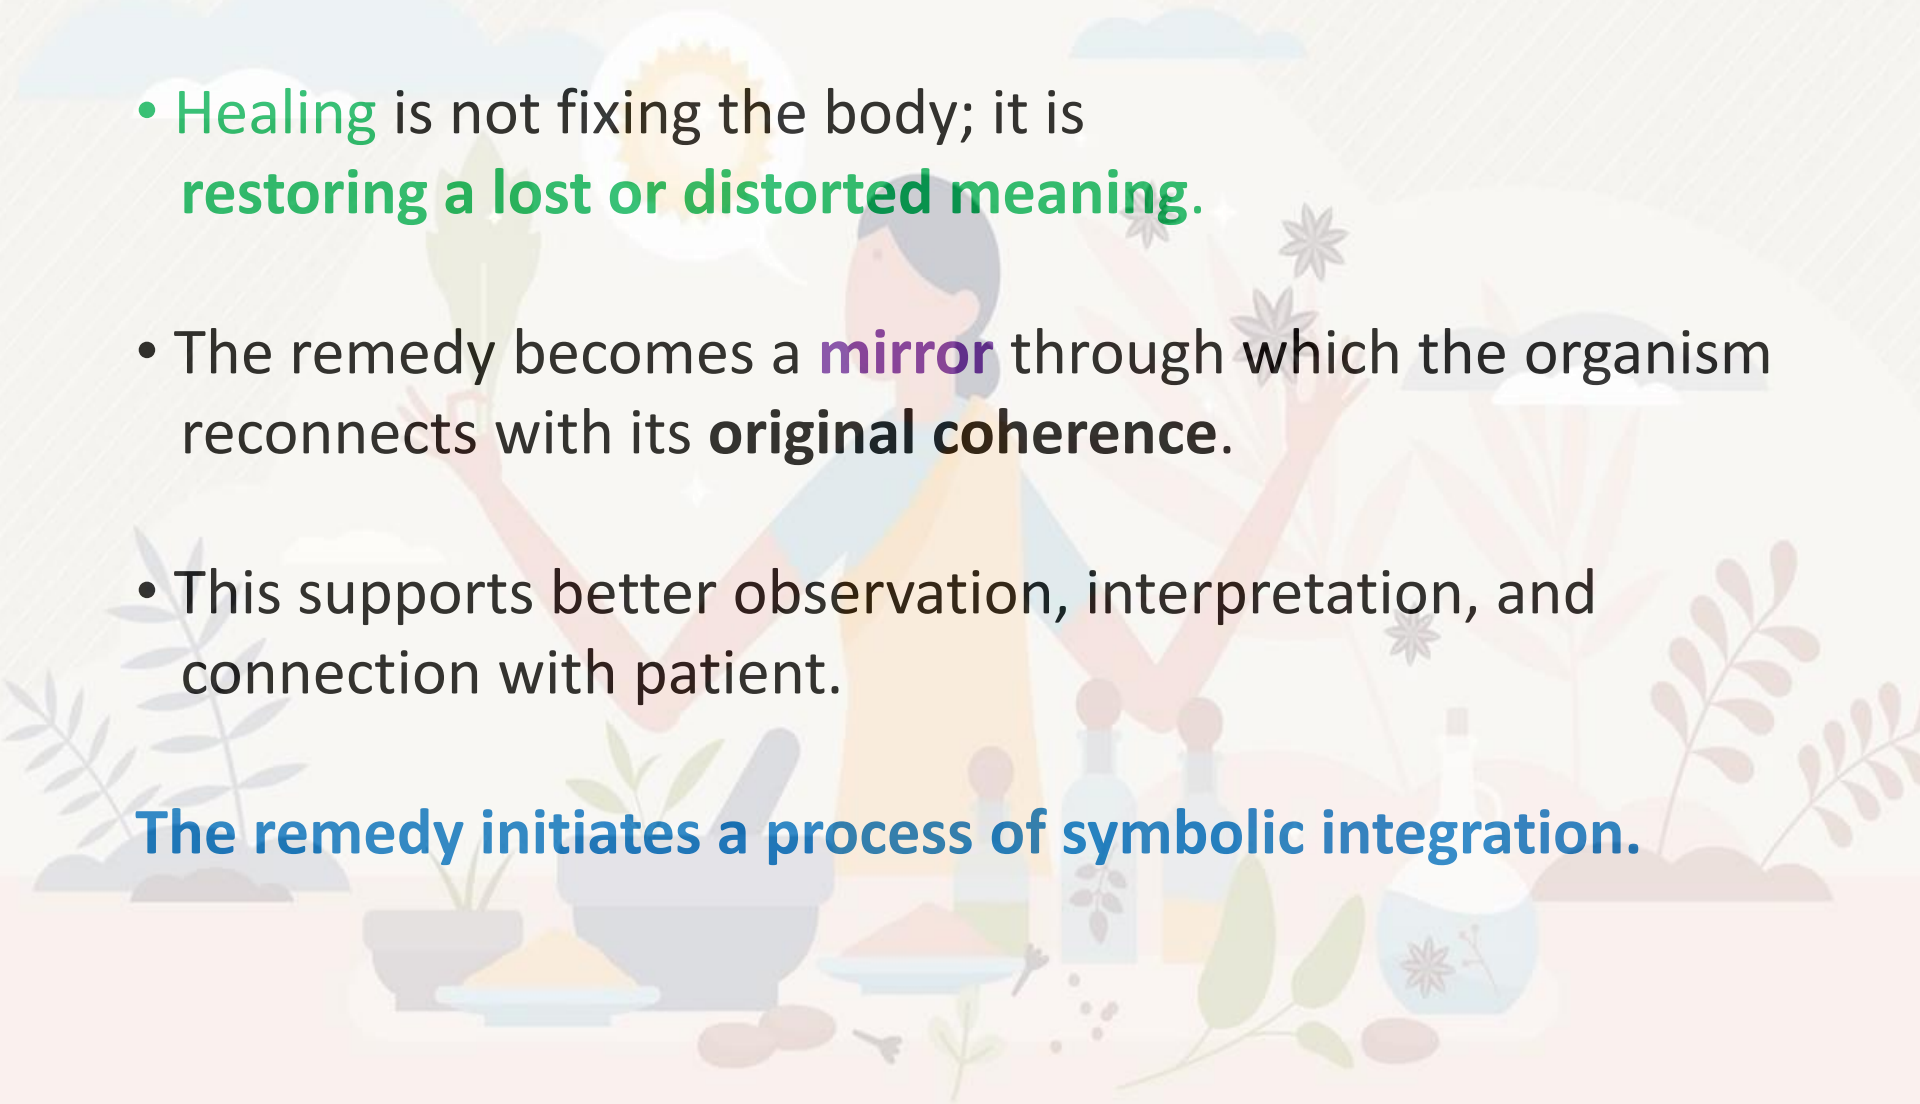 • Healing is not fixing the body; it is
restoring a lost or distorted meaning.
• The remedy becomes a mirror through which the organism
reconnects with its original coherence.
• This supports better observation, interpretation, and
connection with patient.
The remedy initiates a process of symbolic integration.